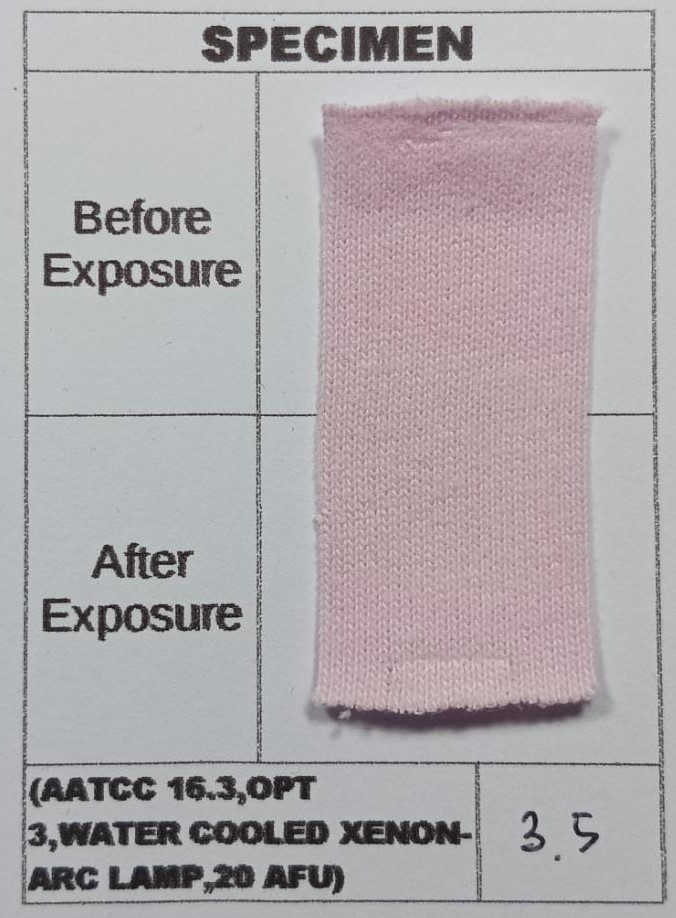 SPECIMEN
Before
Exposure
After
Exposure
(AATCC 16.3,OPT
3,WATER COOLED XENON-
ARC LAMP,20 AFU)
3.5